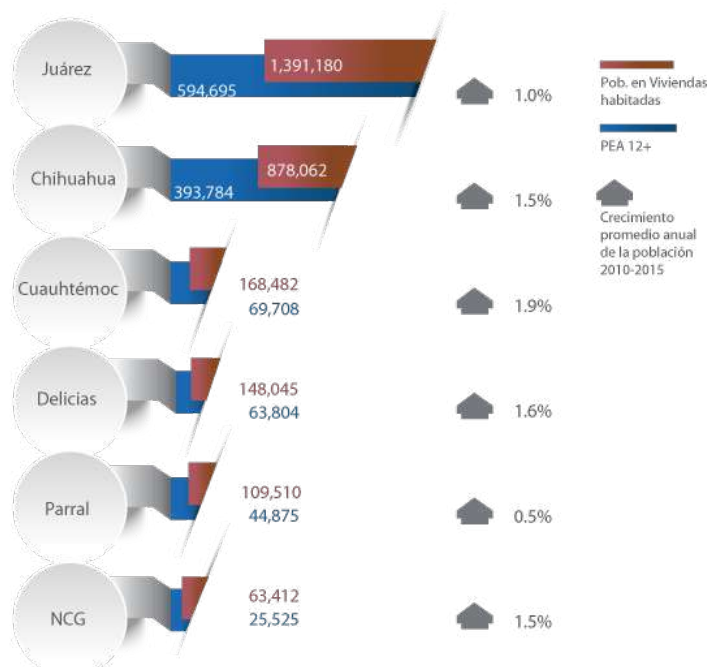 Juárez
1,391,180
594,695
1.0%
Chihuahua
878,062
393,784
1.5%
Cuauhtémoc
168,482
69,708
1.9%
Delicias
148,045
63,804
1.6%
Parral
109,510
44,875
0.5%
NCG
63,412
25,525
1.5%
Pob. en Viviendas
habitadas
PEA 12+
Crecimiento
promedio anual
de la población
2010-2015